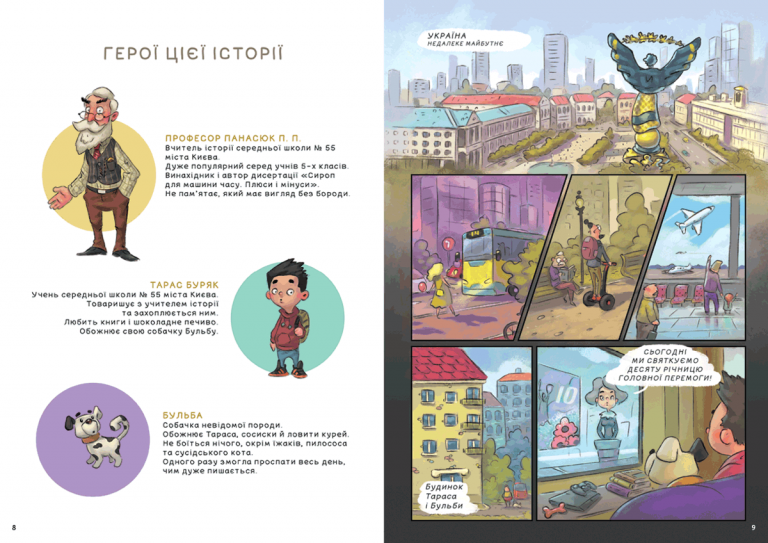 ГЕРОЇ ЦІЄЇ ІСТОРІЇ
ПРОФЕСОР ПАНАСЮК П. П.
Вчитель історії середньої школи № 55
міста Києва.
Дуже популярний серед учнів 5-х класів.
Винахідник і автор дисертації «Сироп
для машини часу. Плюси і мінуси».
Не пам’ятає, який має вигляд без бороди.
ТАРАС БУРЯК
Учень середньої школи № 55 міста Києва.
Товаришує з учителем історії
та захоплюється ним.
Любить книги і шоколадне печиво.
Обожнює свою собачку Бульбу.
БУЛЬБА
Собачка невідомої породи.
Обожнює Тараса, сосиски й ловити курей.
Не боїться нічого, окрім їжаків, пилососа
та сусідського кота.
Одного разу змогла проспати весь день,
чим дуже пишається.
8
УКРАЇНА
НЕДАЛЕКЕ МАЙБУТНЄ
СЬОГОДНІ
МИ СВЯТКУЄМО
ДЕСЯТУ РІЧНИЦЮ
ГОЛОВНОЇ ПЕРЕМОГИ!
10
Будинок
Тараса
і Бульби
9